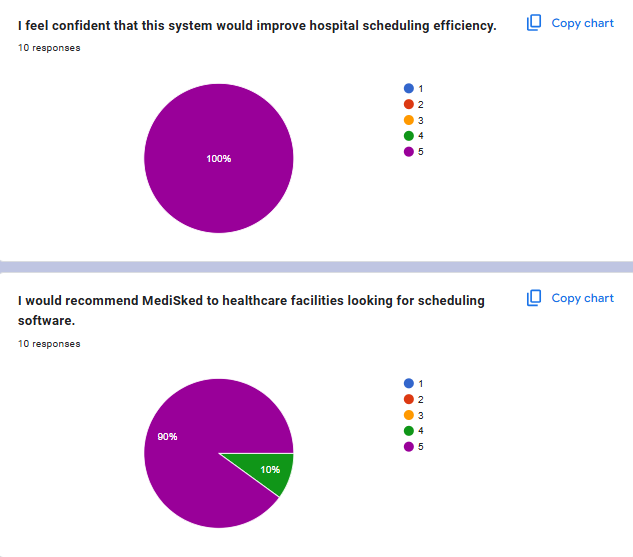 I feel confident that this system would improve hospital scheduling efficiency.
Copy chart
10 responses
100%
1
2
3
4
5
I would recommend MediSked to healthcare facilities looking for scheduling
software.
Copy chart
10 responses
90%
10%
1
2
3
4
5